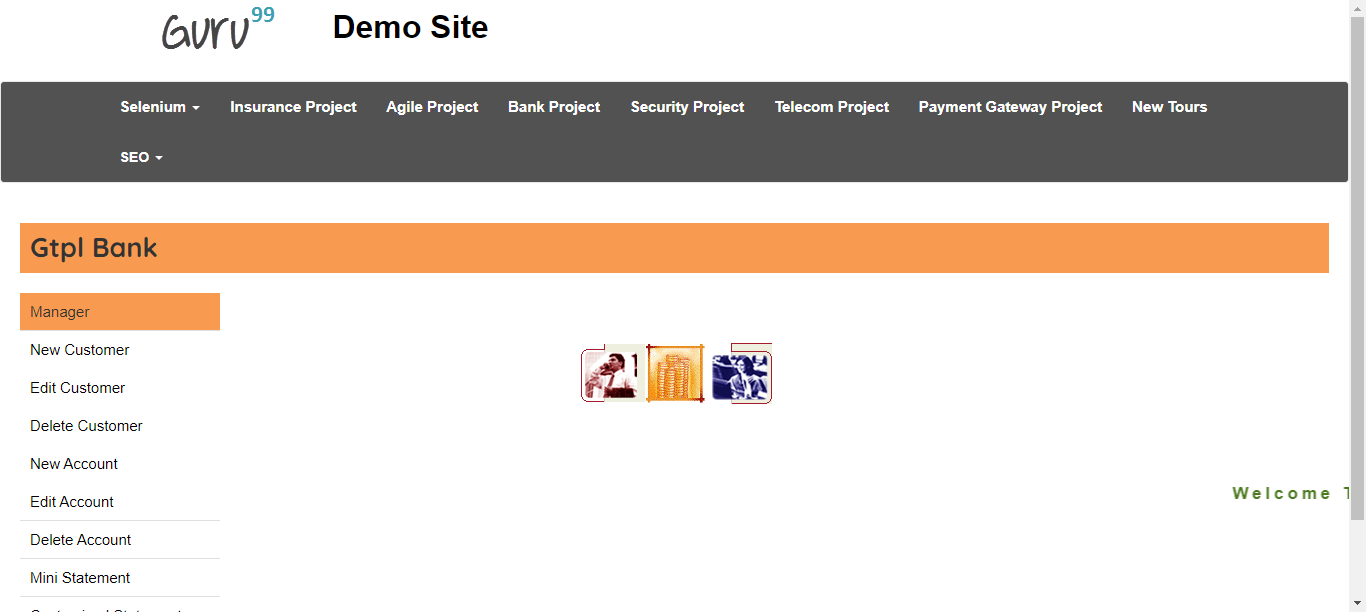 Guru99
Demo Site
Selenium Insurance Project Agile Project Bank Project Security Project Telecom Project Payment Gateway Project New Tours
SEO
Gtpl Bank
Manager
New Customer
Edit Customer
Delete Customer
New Account
Edit Account
Welcome
Delete Account
Mini Statement